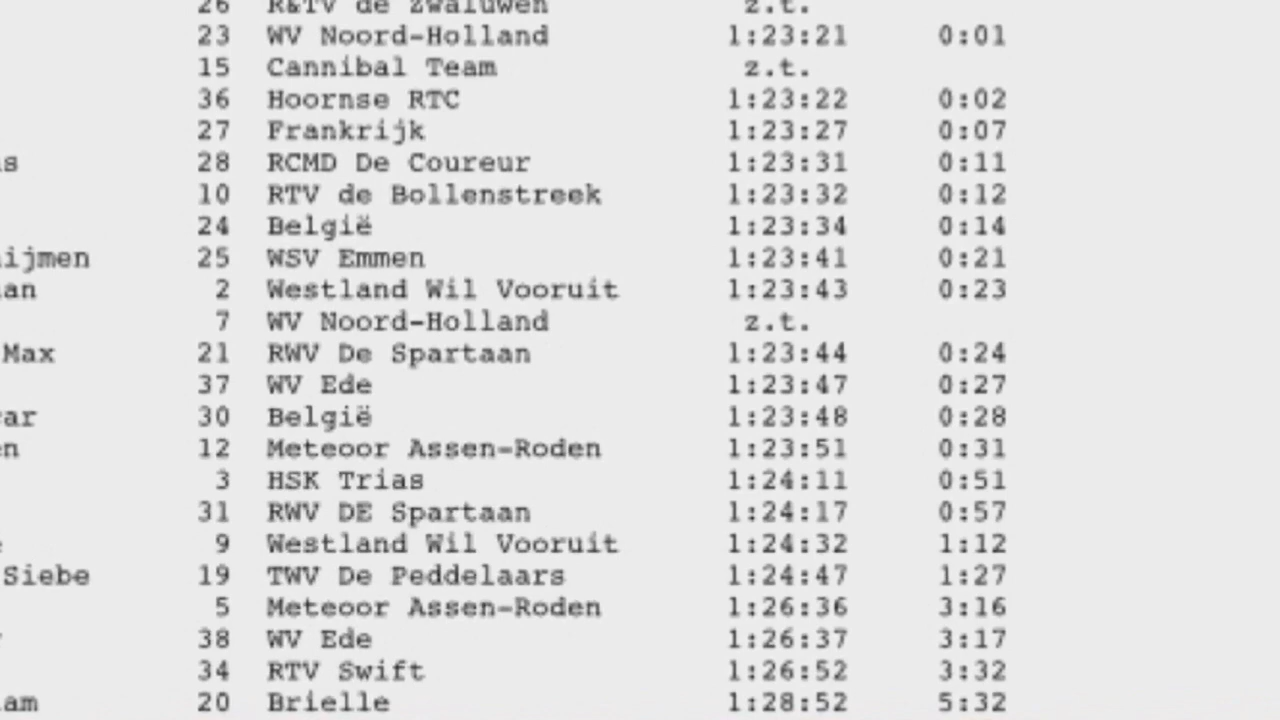 26 R&TV de Zwaluwen z.t.
23 WV Noord-Holland 1:23:21 0:01
15 Cannibal Team z.t.
36 Hoornse RTC 1:23:22 0:02
27 Frankrijk 1:23:27 0:07
s 28 RCMD De Coureur 1:23:31 0:11
10 RTV de Bollenstreek 1:23:32 0:12
24 België 1:23:34 0:14
ijmen 25 WSV Emmen 1:23:41 0:21
an 2 Westland Wil Vooruit 1:23:43 0:23
7 WV Noord-Holland z.t.
Max 21 RWV De Spartaan 1:23:44 0:24
37 WV Ede 1:23:47 0:27
ar 30 België 1:23:48 0:28
n 12 Meteoor Assen-Roden 1:23:51 0:31
3 HSK Trias 1:24:11 0:51
31 RWV DE Spartaan 1:24:17 0:57
9 Westland Wil Vooruit 1:24:32 1:12
Siebe 19 TWV De Peddelaars 1:24:47 1:27
5 Meteoor Assen-Roden 1:26:36 3:16
38 WV Ede 1:26:37 3:17
34 RTV Swift 1:26:52 3:32
am 20 Brielle 1:28:52 5:32